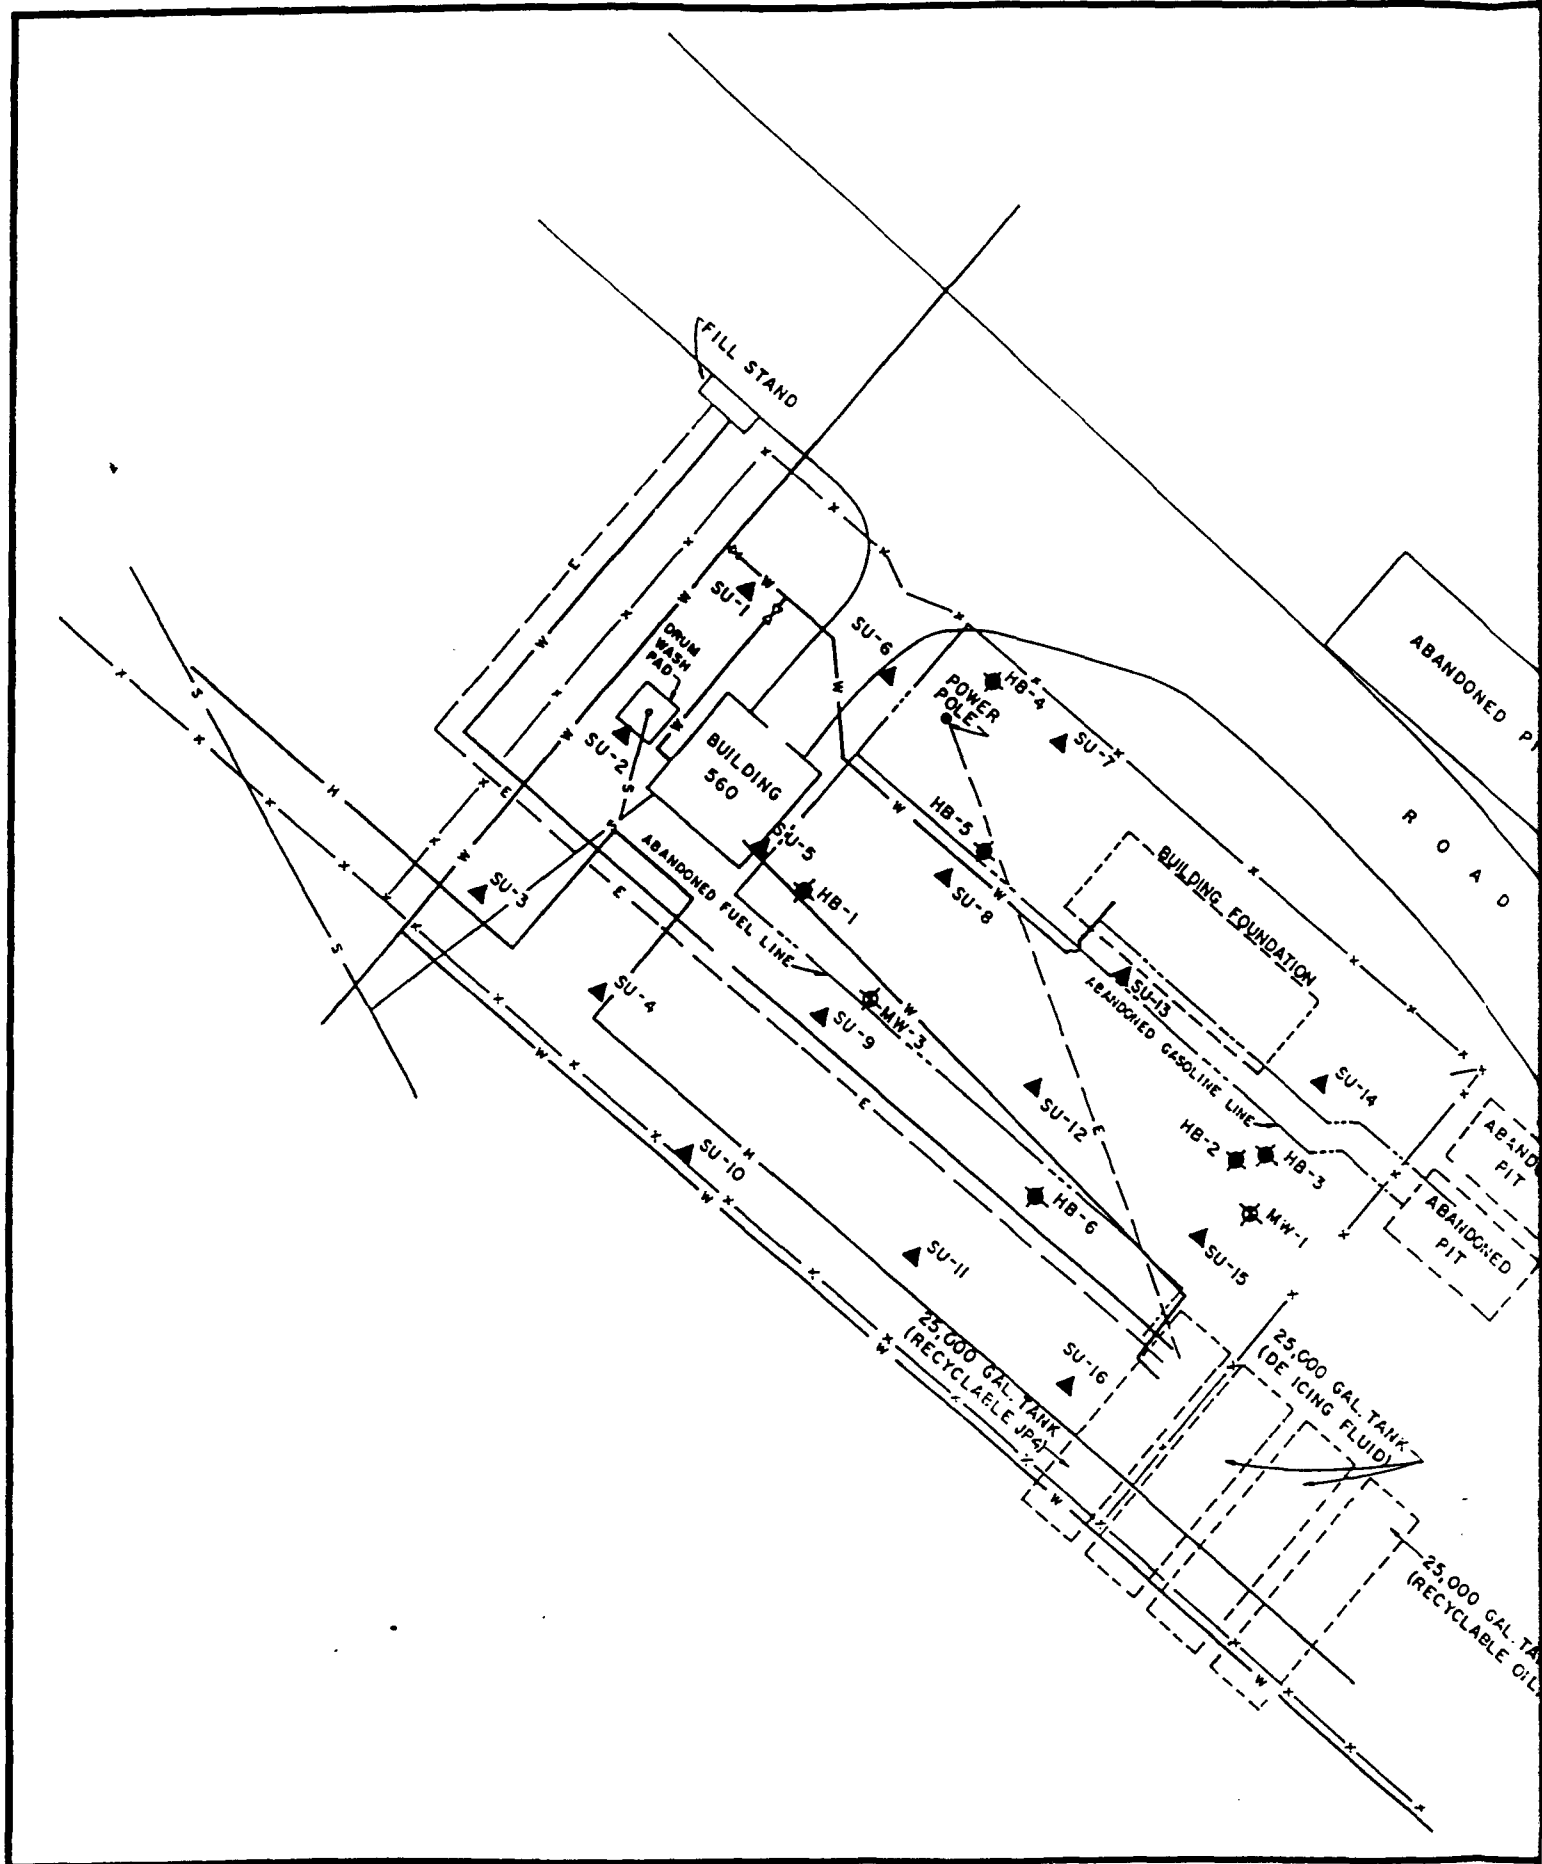 FILL STAND
SU-1
DRUM
WASH
PAD
SU-6
HB-4
POWER
POLE
SU-7
ABANDONED
ROAD
SU-2
BUILDING
560
SU-5
HB-5
SU-8
HB-1
BUILDING FOUNDATION
SU-3
ABANDONED FUEL LINE
SU-4
SU-9
MW-3
SU-13
ABANDONED GASOLINE LINE
SU-14
SU-12
HB-2
HB-3
PIT
SU-10
HB-6
MW-1
ABANDONED
PIT
SU-11
SU-15
25,000 GAL. TANK
(RECYCLABLE JP4)
SU-16
25,000 GAL. TANK
(DE ICING FLUID)
25,000 GAL.
(RECYCLABLE OIL
W
E
X
S
H